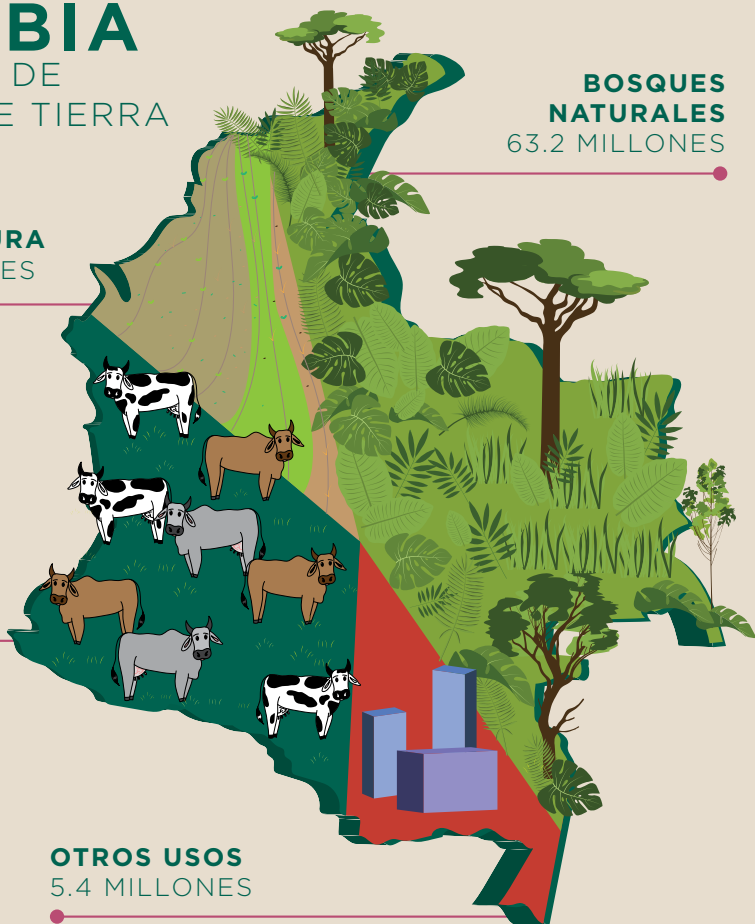 BIA
DE
E TIERRA
BOSQUES
NATURALES
63.2 MILLONES
URA
ES
OTROS USOS
5.4 MILLONES